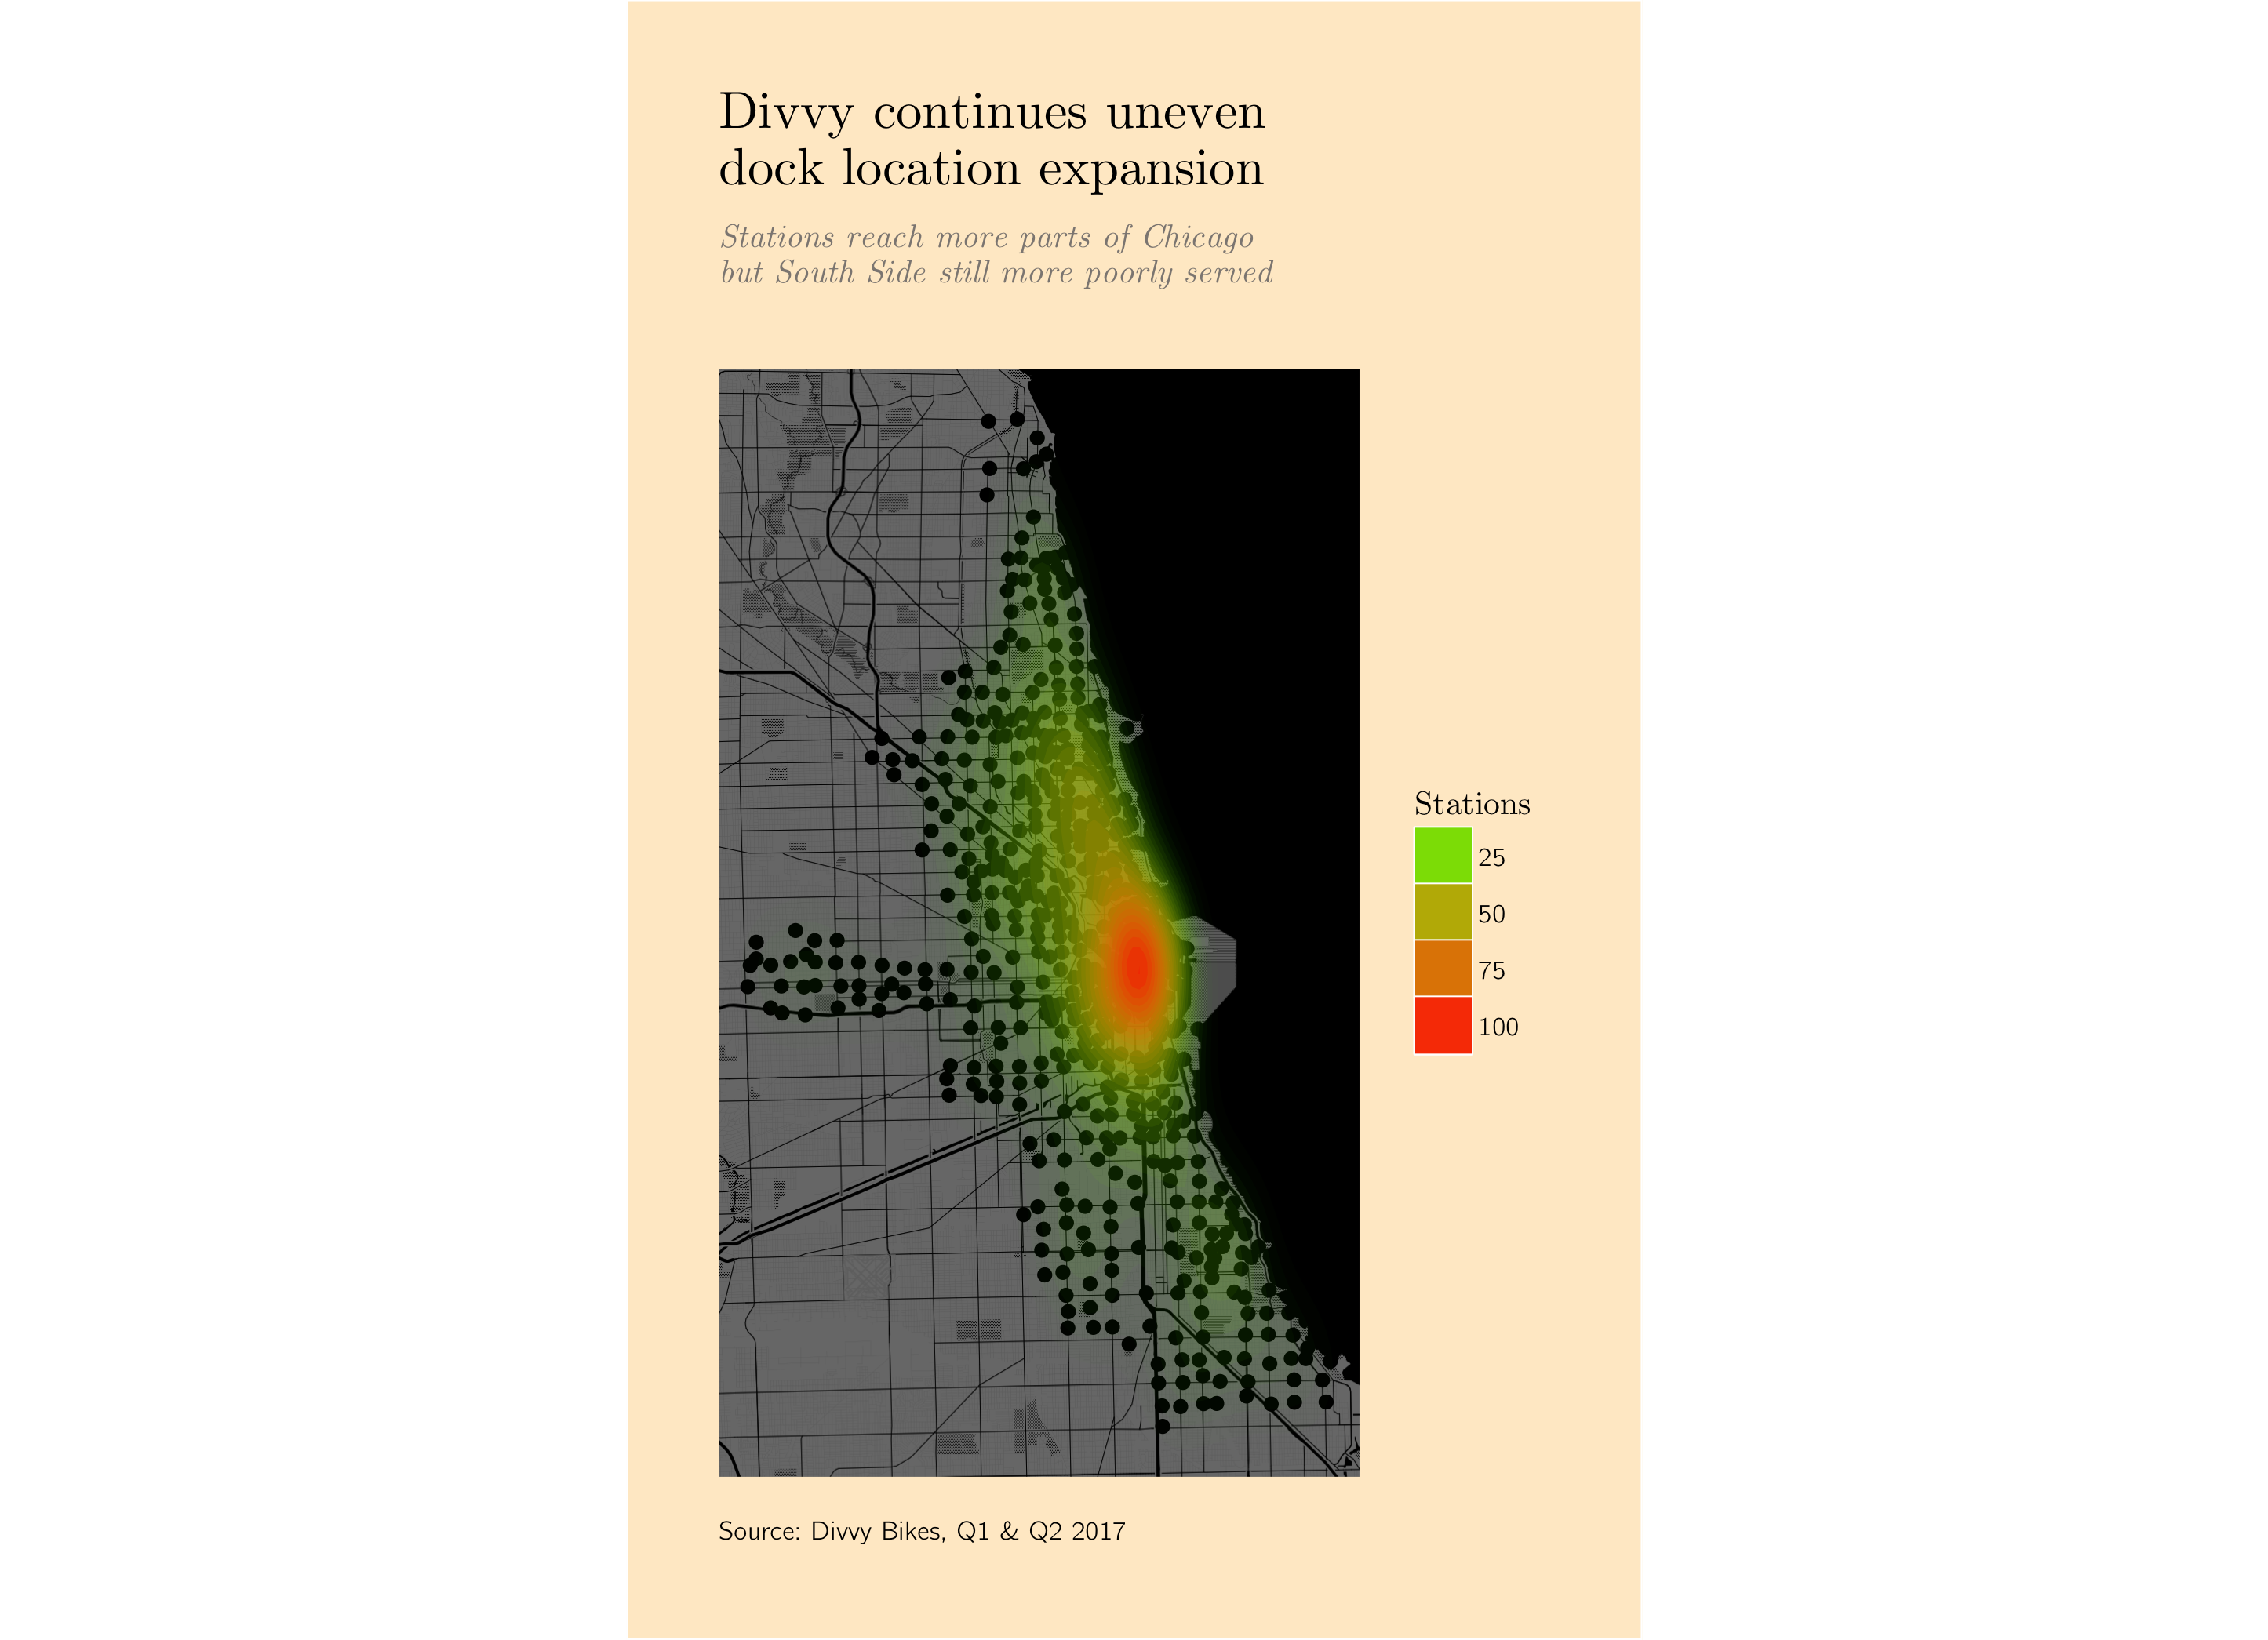 Divvy continues uneven
dock location expansion
Stations reach more parts of Chicago
but South Side still more poorly served
Stations
25
50
75
100
Source: Divvy Bikes, Q1 & Q2 2017